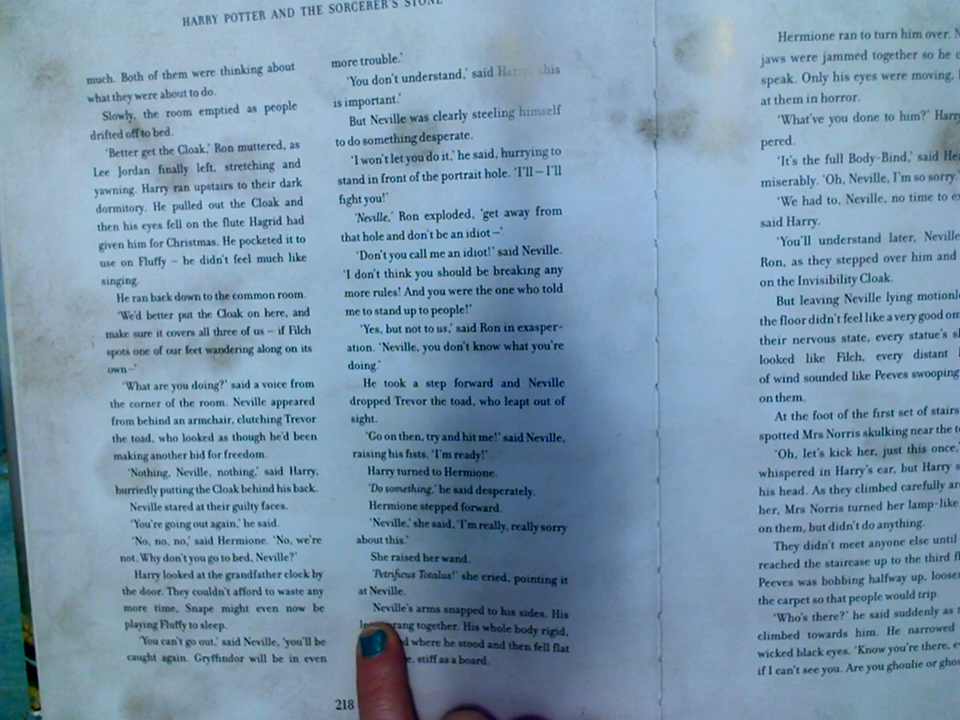 HARRY POTTER AND THE SORCERER'S STONE
much. Both of them were thinking about
what they were about to do.
Slowly, the room emptied as people
drifted off to bed.
'Better get the Cloak,' Ron muttered, as
Lee Jordan finally left, stretching and
yawning. Harry ran upstairs to their dark
dormitory. He pulled out the Cloak and
then his eyes fell on the flute Hagrid had
given him for Christmas. He pocketed it to
use on Fluffy – he didn't feel much like
singing.
He ran back down to the common room.
'We'd better put the Cloak on here, and
make sure it covers all three of us – if Filch
spots one of our feet wandering along on its
own –'
'What are you doing?' said a voice from
the corner of the room. Neville appeared
from behind an armchair, clutching Trevor
the toad, who looked as though he'd been
making another bid for freedom.
'Nothing, Neville, nothing,' said Harry,
hurriedly putting the Cloak behind his back.
Neville stared at their guilty faces.
'You're going out again,' he said.
'No, no, no,' said Hermione. 'No, we're
not. Why don't you go to bed, Neville?'
Harry looked at the grandfather clock by
the door. They couldn't afford to waste any
more time, Snape might even now be
playing Fluffy to sleep.
'You can't go out,' said Neville, 'you'll be
caught again. Gryffindor will be in even
more trouble.'
'You don't understand,' said Harry, 'this
is important.'
But Neville was clearly steeling himself
to do something desperate.
'I won't let you do it,' he said, hurrying to
stand in front of the portrait hole. 'I'll – I'll
fight you!'
'Neville,' Ron exploded, 'get away from
that hole and don't be an idiot –'
'Don't you call me an idiot!' said Neville.
'I don't think you should be breaking any
more rules! And you were the one who told
me to stand up to people!'
'Yes, but not to us,' said Ron in exasper-
ation. 'Neville, you don't know what you're
doing.'
He took a step forward and Neville
dropped Trevor the toad, who leapt out of
sight.
'Go on then, try and hit me!' said Neville,
raising his fists. 'I'm ready!'
Harry turned to Hermione.
'Do something,' he said desperately.
Hermione stepped forward.
'Neville,' she said, 'I'm really, really sorry
about this.'
She raised her wand.
'Petrificus Totalus!' she cried, pointing it
at Neville.
Neville's arms snapped to his sides. His
together. His whole body rigid,
where he stood and then fell flat
stiff as a board.
218
Hermione ran to turn him over.
jaws were jammed together so he
speak. Only his eyes were moving,
at them in horror.
'What've you done to him?' Harry
pered.
'It's the full Body-Bind,' said
miserably. 'Oh, Neville, I'm so sorry.'
'We had to, Neville, no time to
said Harry.
'You'll understand later, Neville
Ron, as they stepped over him and
on the Invisibility Cloak.
But leaving Neville lying
the floor didn't feel like a very good
their nervous state, every statue's
looked like Filch, every distant
of wind sounded like Peeves swooping
on them.
At the foot of the first set of stairs
spotted Mrs Norris skulking near the
'Oh, let's kick her, just this once,'
whispered in Harry's ear, but Harry
his head. As they climbed carefully
her, Mrs Norris turned her lamp-like
on them, but didn't do anything.
They didn't meet anyone else until
reached the staircase up to the third
Peeves was bobbing halfway up,
the carpet so that people would trip.
'Who's there?' he said suddenly as
climbed towards him. He narrowed
wicked black eyes. 'Know you're there,
if I can't see you. Are you ghoulie or